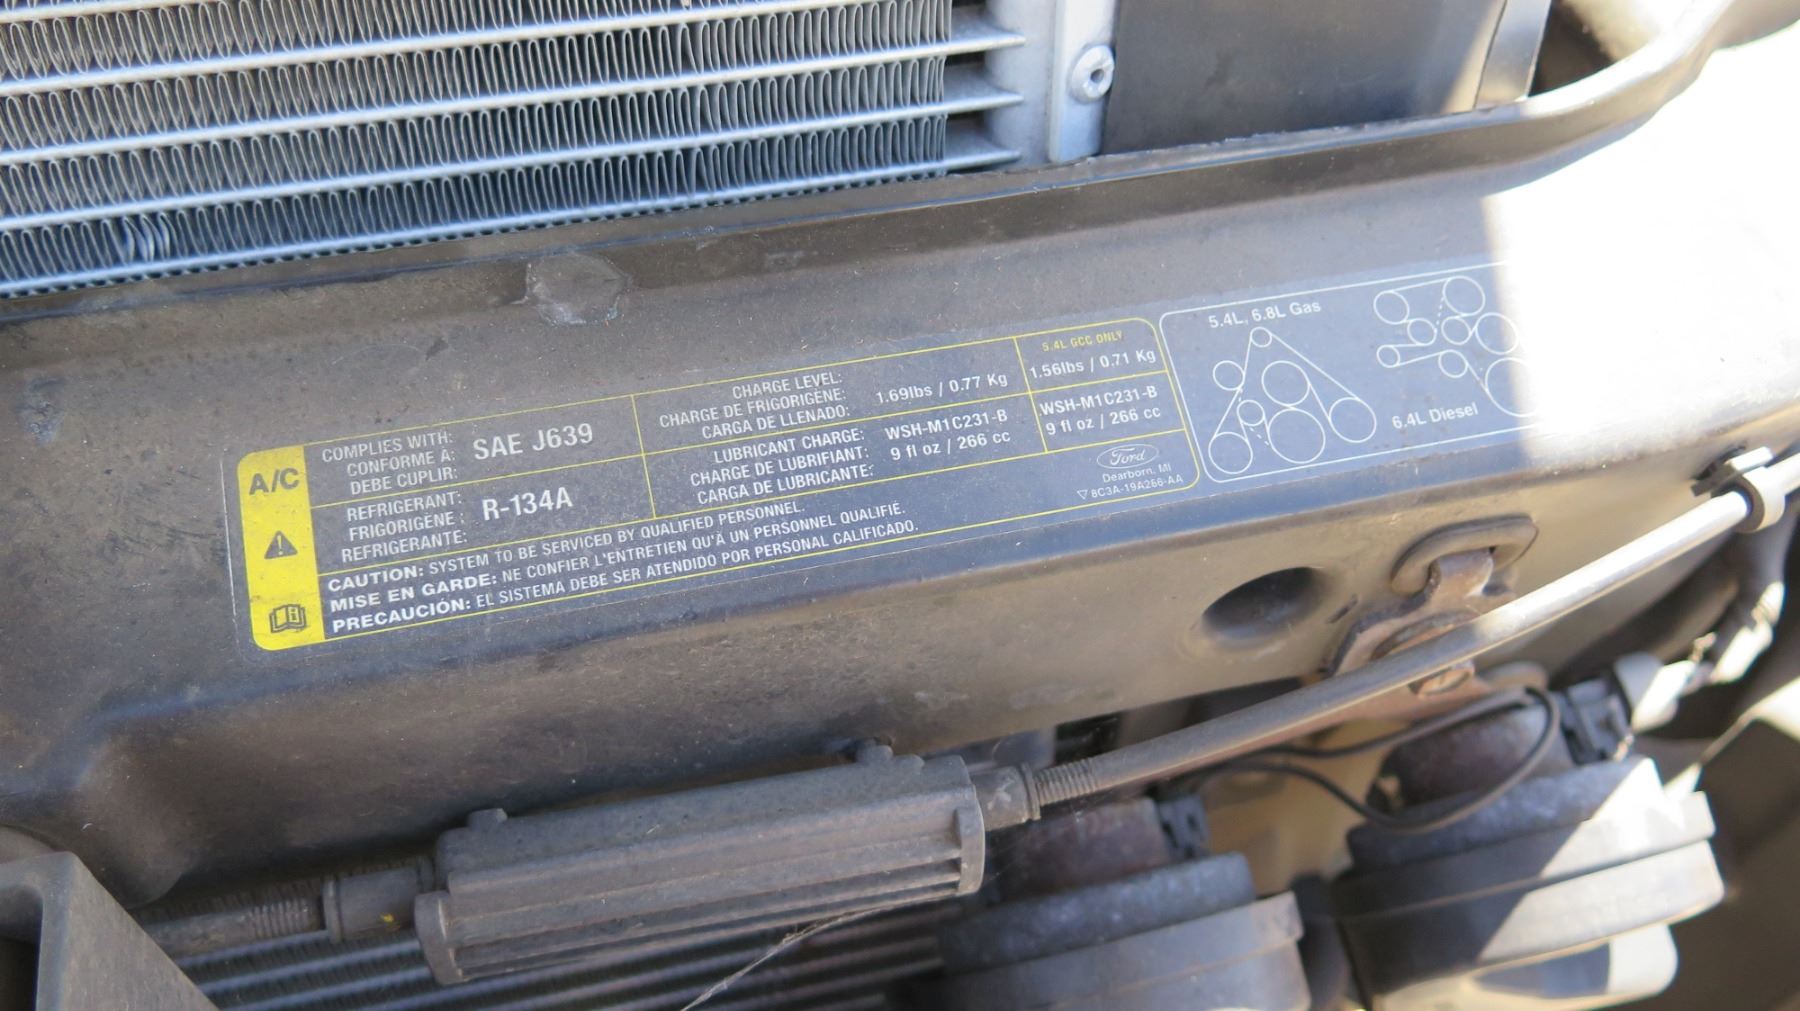 A/C
COMPLIES WITH:
CONFORME À:
DEBE CUPLIR:
SAE J639
REFRIGERANT:
FRIGORIGÈNE :
REFRIGERANTE:
R-134A
CHARGE LEVEL:
CHARGE DE FRIGORIGÈNE:
CARGA DE LLENADO:
1.69lbs / 0.77 Kg
5.4L GCC ONLY
1.56lbs / 0.71 Kg
LUBRICANT CHARGE:
CHARGE DE LUBRIFIANT:
CARGA DE LUBRICANTE:
WSH-M1C231-B
9 fl oz / 266 cc
WSH-M1C231-B
9 fl oz / 266 cc
CAUTION: SYSTEM TO BE SERVICED BY QUALIFIED PERSONNEL.
MISE EN GARDE: NE CONFIER L'ENTRETIEN QU'À UN PERSONNEL QUALIFIÉ.
PRECAUCIÓN: EL SISTEMA DEBE SER ATENDIDO POR PERSONAL CALIFICADO.
Ford
Dearborn, MI
8C3A-19A266-AA
5.4L, 6.8L Gas
6.4L Diesel